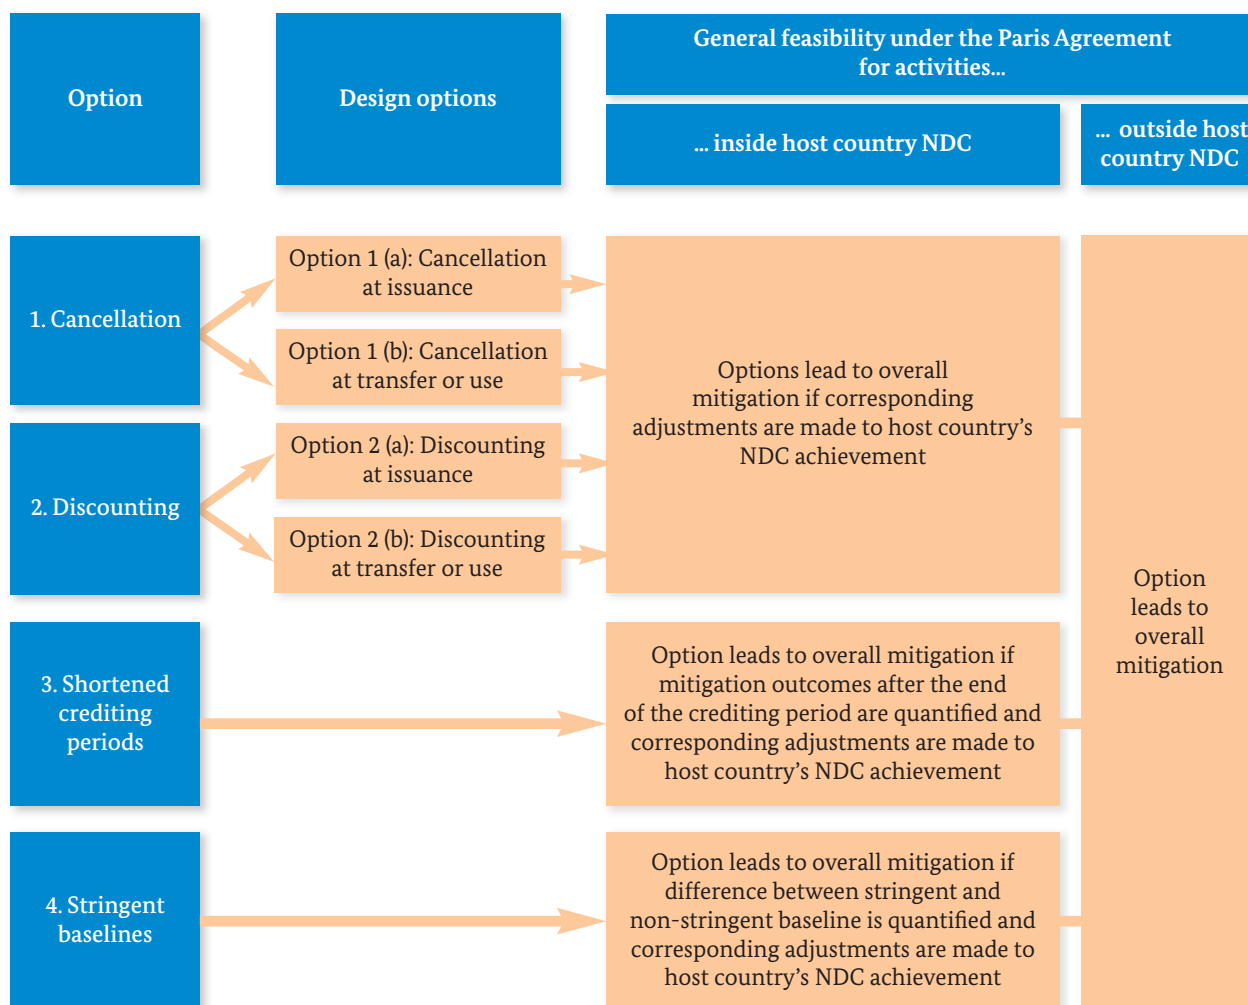 Option
Design options
General feasibility under the Paris Agreement
for activities...
... inside host country NDC
... outside host
country NDC
1. Cancellation
Option 1 (a): Cancellation
at issuance
Option 1 (b): Cancellation
at transfer or use
2. Discounting
Option 2 (a): Discounting
at issuance
Option 2 (b): Discounting
at transfer or use
Options lead to overall
mitigation if corresponding
adjustments are made to host country's
NDC achievement
3. Shortened
crediting
periods
Option leads to overall mitigation if
mitigation outcomes after the end
of the crediting period are quantified and
corresponding adjustments are made to
host country's NDC achievement
4. Stringent
baselines
Option leads to overall mitigation if
difference between stringent and
non-stringent baseline is quantified and
corresponding adjustments are made to
host country's NDC achievement
Option
leads to
overall
mitigation